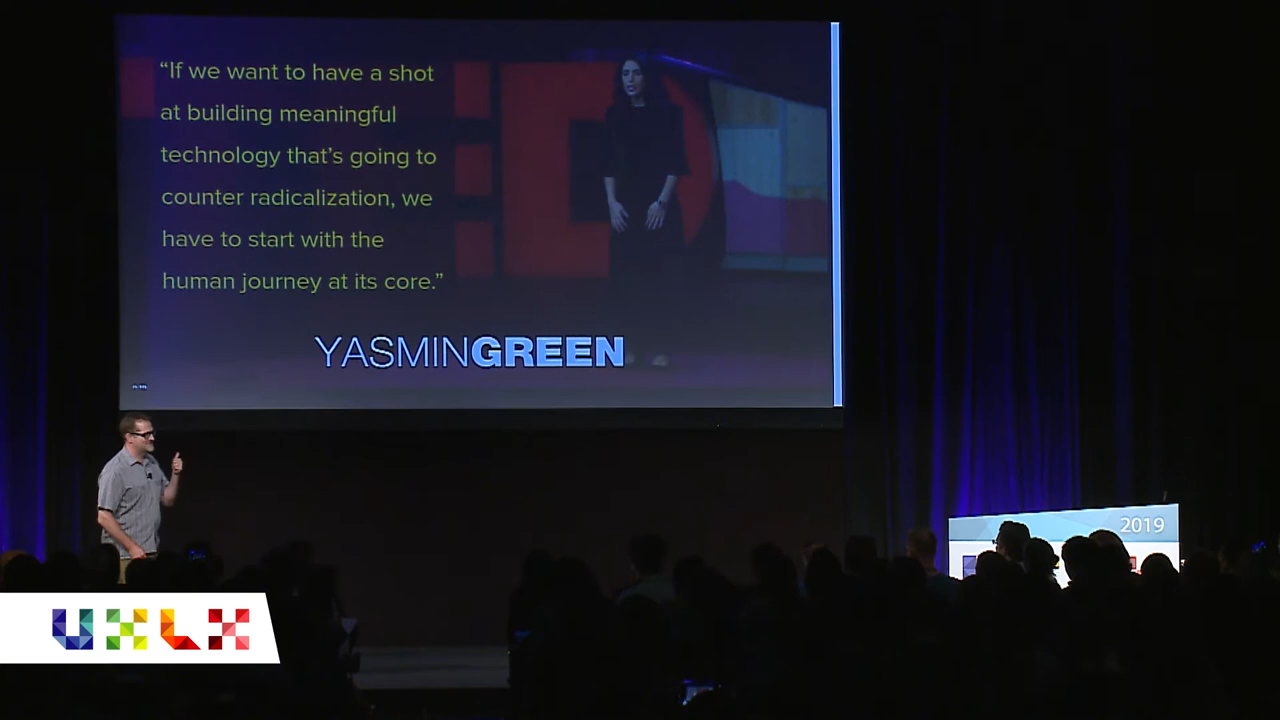 “If we want to have a shot
at building meaningful
technology that’s going to
counter radicalization, we
have to start with the
human journey at its core.”
YASMINGREEN
2019
UXLX